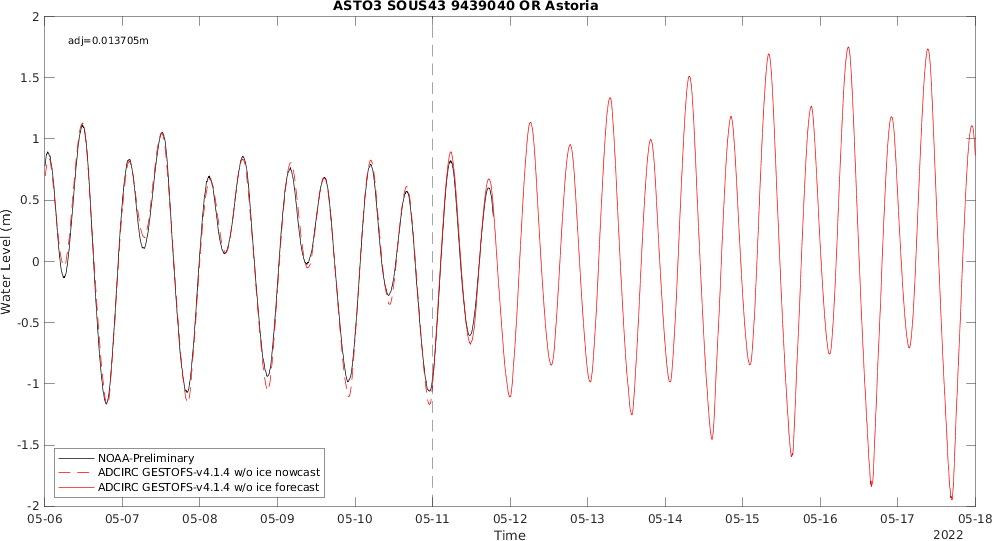 ASTO3 SOUS43 9439040 OR Astoria
adj=0.013705m
2
1.5
1
0.5
0
-0.5
-1
-1.5
-2
Water Level (m)
NOAA-Preliminary
ADCIRC GESTOFS-v4.1.4 w/o ice nowcast
ADCIRC GESTOFS-v4.1.4 w/o ice forecast
05-06 05-07 05-08 05-09 05-10 05-11 05-12 05-13 05-14 05-15 05-16 05-17 05-18
Time
2022